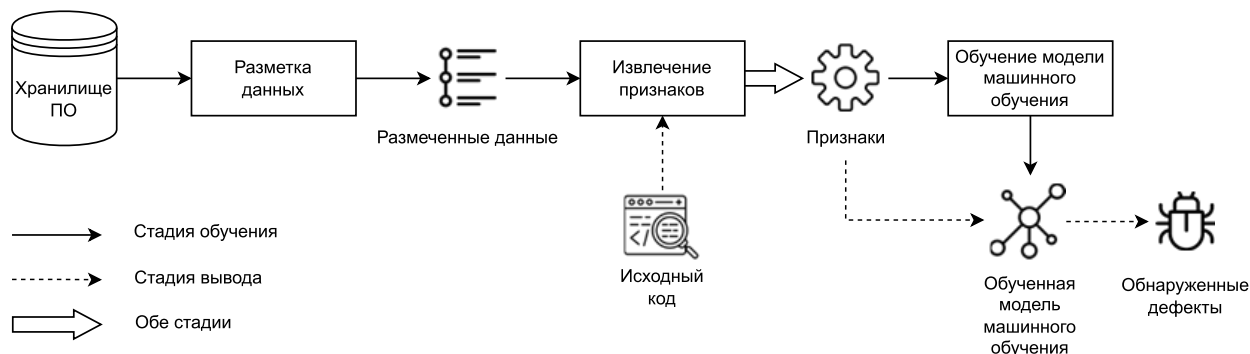 Хранилище
ПО
Разметка
данных
Размеченные данные
Извлечение
признаков
Признаки
Обучение модели
машинного
обучения
Исходный
код
Обученная
модель
машинного
обучения
Обнаруженные
дефекты
Стадия обучения
Стадия вывода
Обе стадии